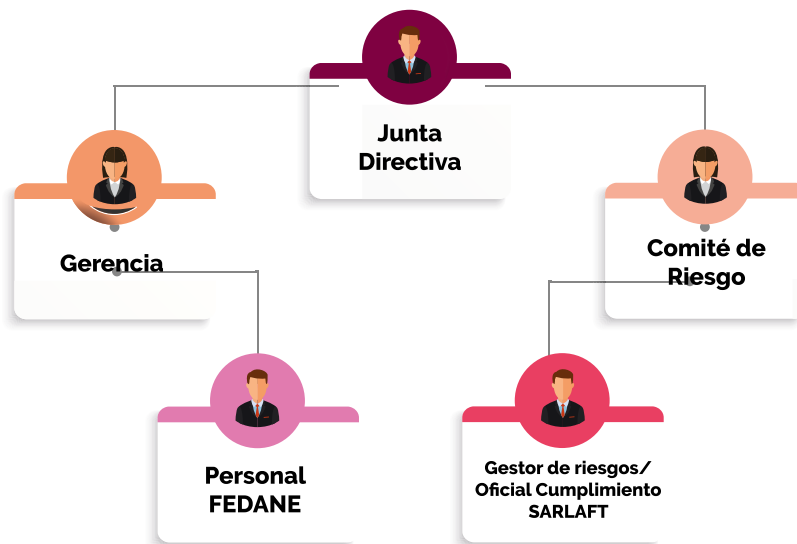 Junta
Directiva
Gerencia
Comité de
Riesgo
Personal
FEDANE
Gestor de riesgos/
Oficial Cumplimiento
SARLAFT